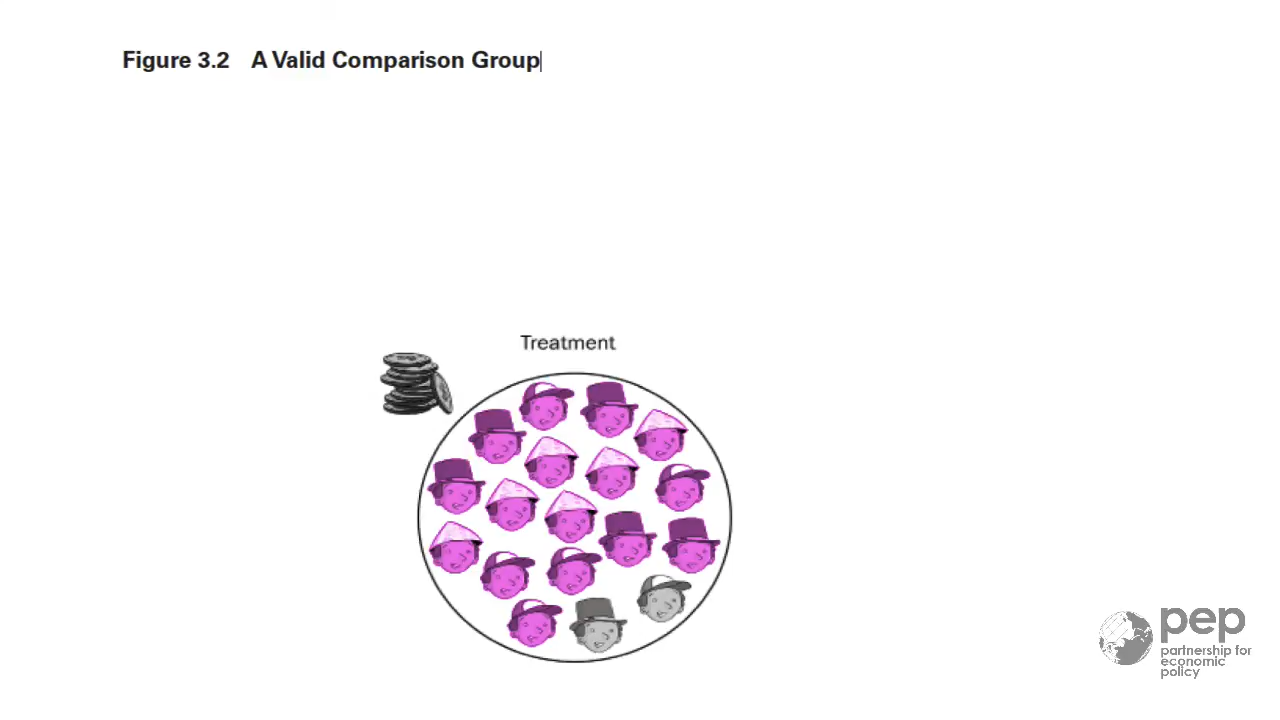 Figure 3.2 A Valid Comparison Group
Treatment
pep
partnership for
economic
policy